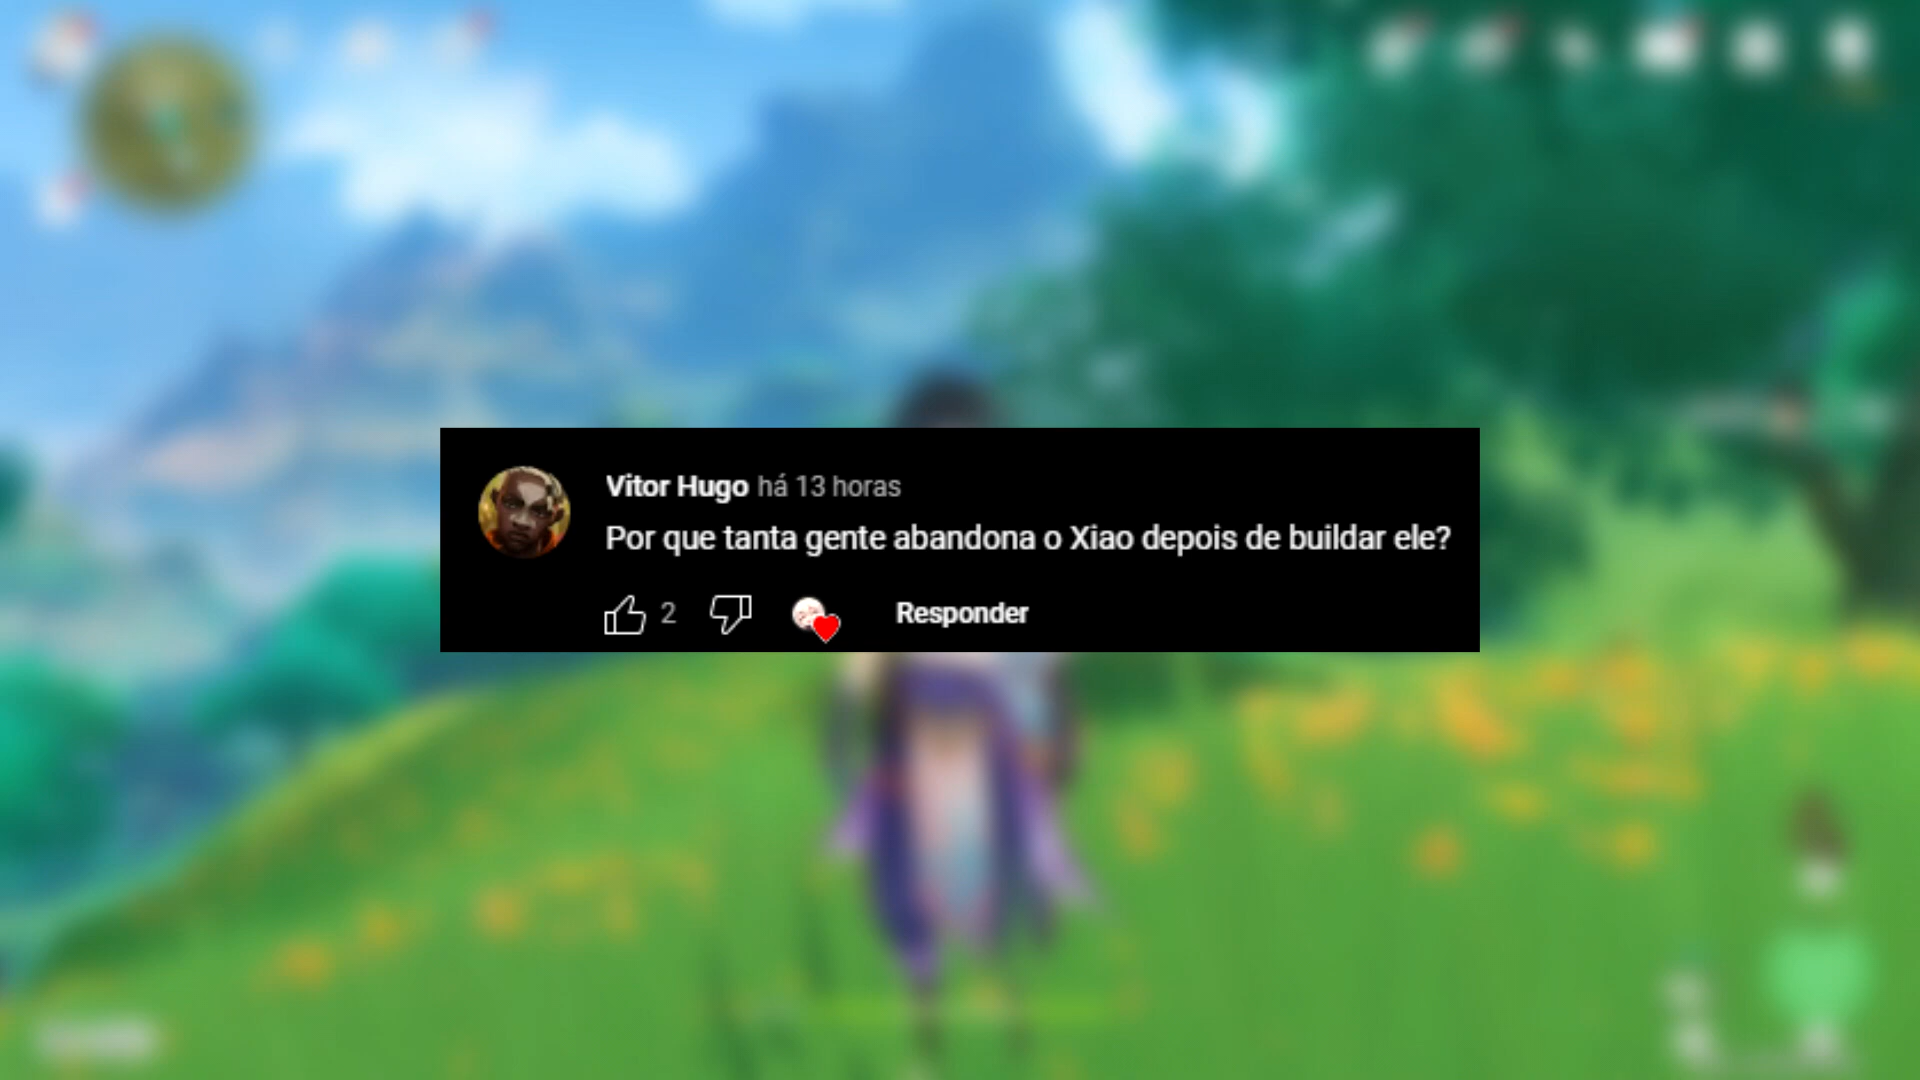 Vitor Hugo há 13 horas
Por que tanta gente abandona o Xiao depois de buildar ele?
2 Responder